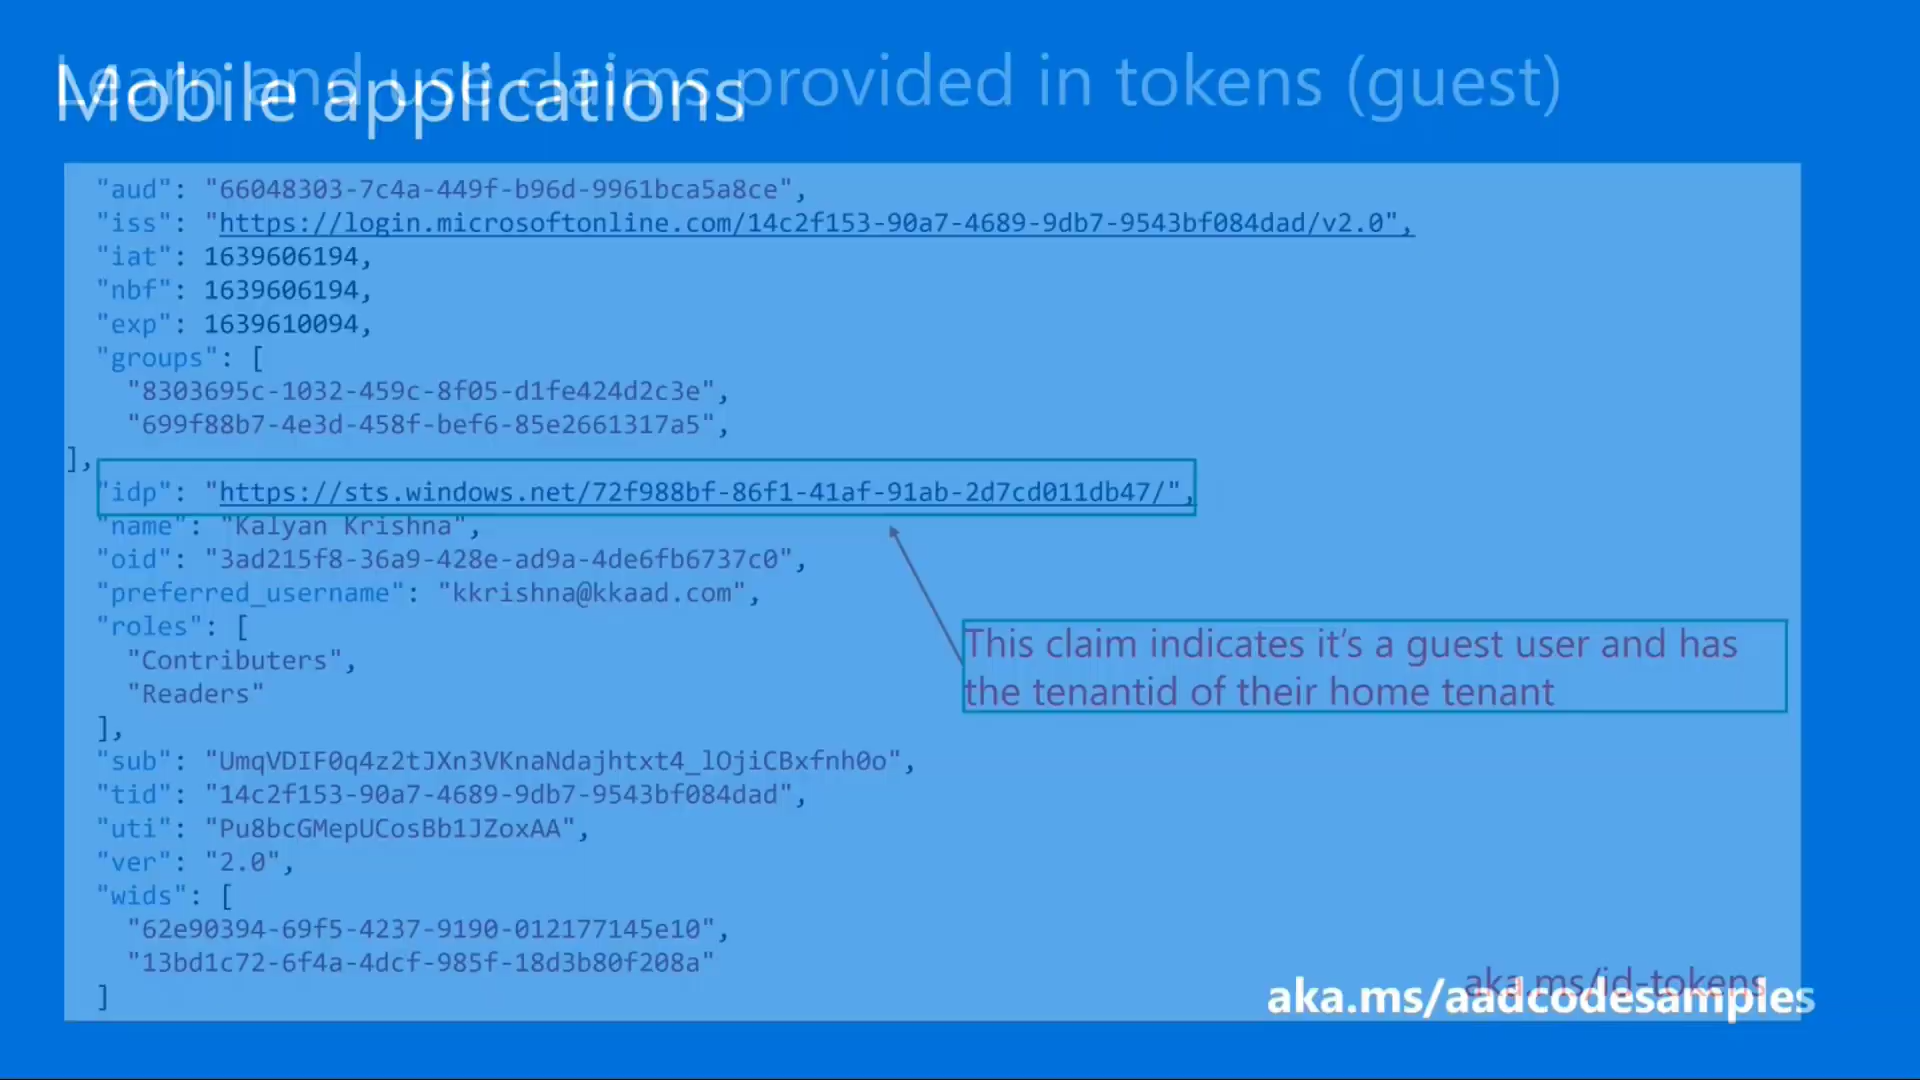 Learn and use claims provided in tokens (guest)
Mobile applications
"aud": "66048303-7c4a-449f-b96d-9961bca5a8ce",
"iss": "https://login.microsoftonline.com/14c2f153-90a7-4689-9db7-9543bf084dad/v2.0",
"iat": 1639606194,
"nbf": 1639606194,
"exp": 1639610094,
"groups": [
"8303695c-1032-459c-8f05-d1fe424d2c3e",
"699f88b7-4e3d-458f-bef6-85e2661317a5",
],
"idp": "https://sts.windows.net/72f988bf-86f1-41af-91ab-2d7cd011db47/",
"name": "Kalyan Krishna",
"oid": "3ad215f8-36a9-428e-ad9a-4de6fb6737c0",
"preferred_username": "kkrishna@kkaad.com",
"roles": [
"Contributers",
"Readers"
],
This claim indicates it's a guest user and has
the tenantid of their home tenant
"sub": "UmqVDIF0q4z2tJXn3VKnaNdajhtxt4_lOjiCBxfnh0o",
"tid": "14c2f153-90a7-4689-9db7-9543bf084dad",
"uti": "Pu8bcGMepUCosBb1JZoxAA",
"ver": "2.0",
"wids": [
"62e90394-69f5-4237-9190-012177145e10",
"13bd1c72-6f4a-4dcf-985f-18d3b80f208a"
]
aka.ms/id-tokens
aka.ms/aadcodesamples